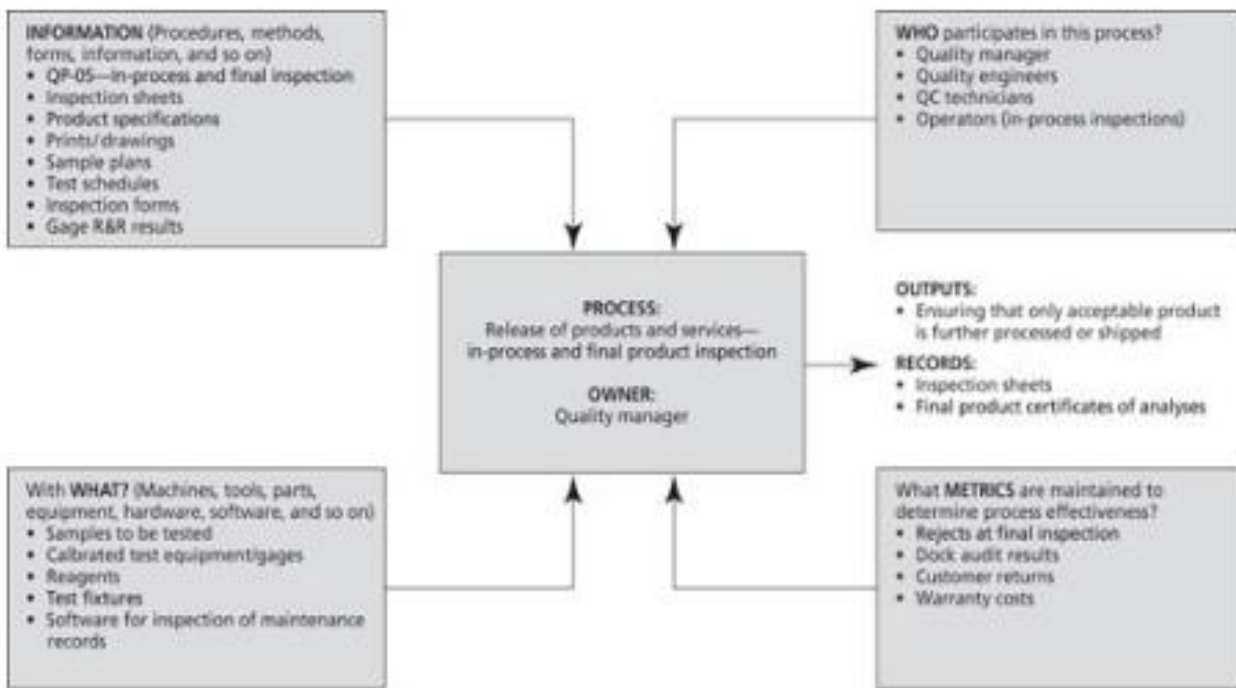 INFORMATION (Procedures, methods,
forms, information, and so on)
• QP-05—In-process and final inspection
• Inspection sheets
• Product specifications
• Prints/drawings
• Sample plans
• Test schedules
• Inspection forms
• Gage R&R results
WHO participates in this process?
• Quality manager
• Quality engineers
• QC technicians
• Operators (in-process inspections)
PROCESS:
Release of products and services—
in-process and final product inspection
OWNER:
Quality manager
OUTPUTS:
• Ensuring that only acceptable product
is further processed or shipped
RECORDS:
• Inspection sheets
• Final product certificates of analyses
With WHAT? (Machines, tools, parts,
equipment, hardware, software, and so on)
• Samples to be tested
• Calbrated test equipment/gages
• Reagents
• Test fixtures
• Software for inspection of maintenance
records
What METRICS are maintained to
determine process effectiveness?
• Rejects at final inspection
• Dock audit results
• Customer returns
• Warranty costs